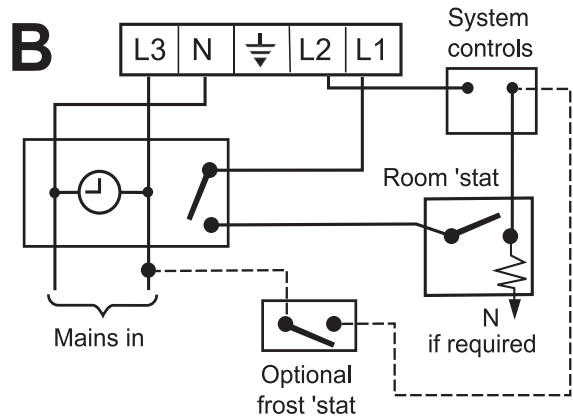 B
L3 N L2 L1
System
controls
Room 'stat
Mains in
N
if required
Optional
frost 'stat